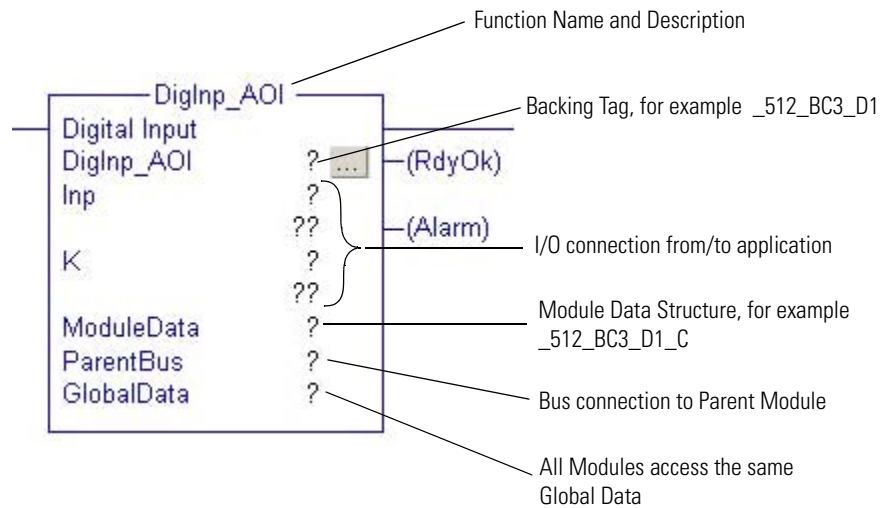 Function Name and Description
DigInp_AOI
Backing Tag, for example _512_BC3_D1
Digital Input
DigInp_AOI ? ...
(RdyOk)
Inp ?
??
(Alarm)
I/O connection from/to application
K ?
??
Module Data Structure, for example
_512_BC3_D1_C
ModuleData ?
ParentBus ?
Bus connection to Parent Module
GlobalData ?
All Modules access the same
Global Data